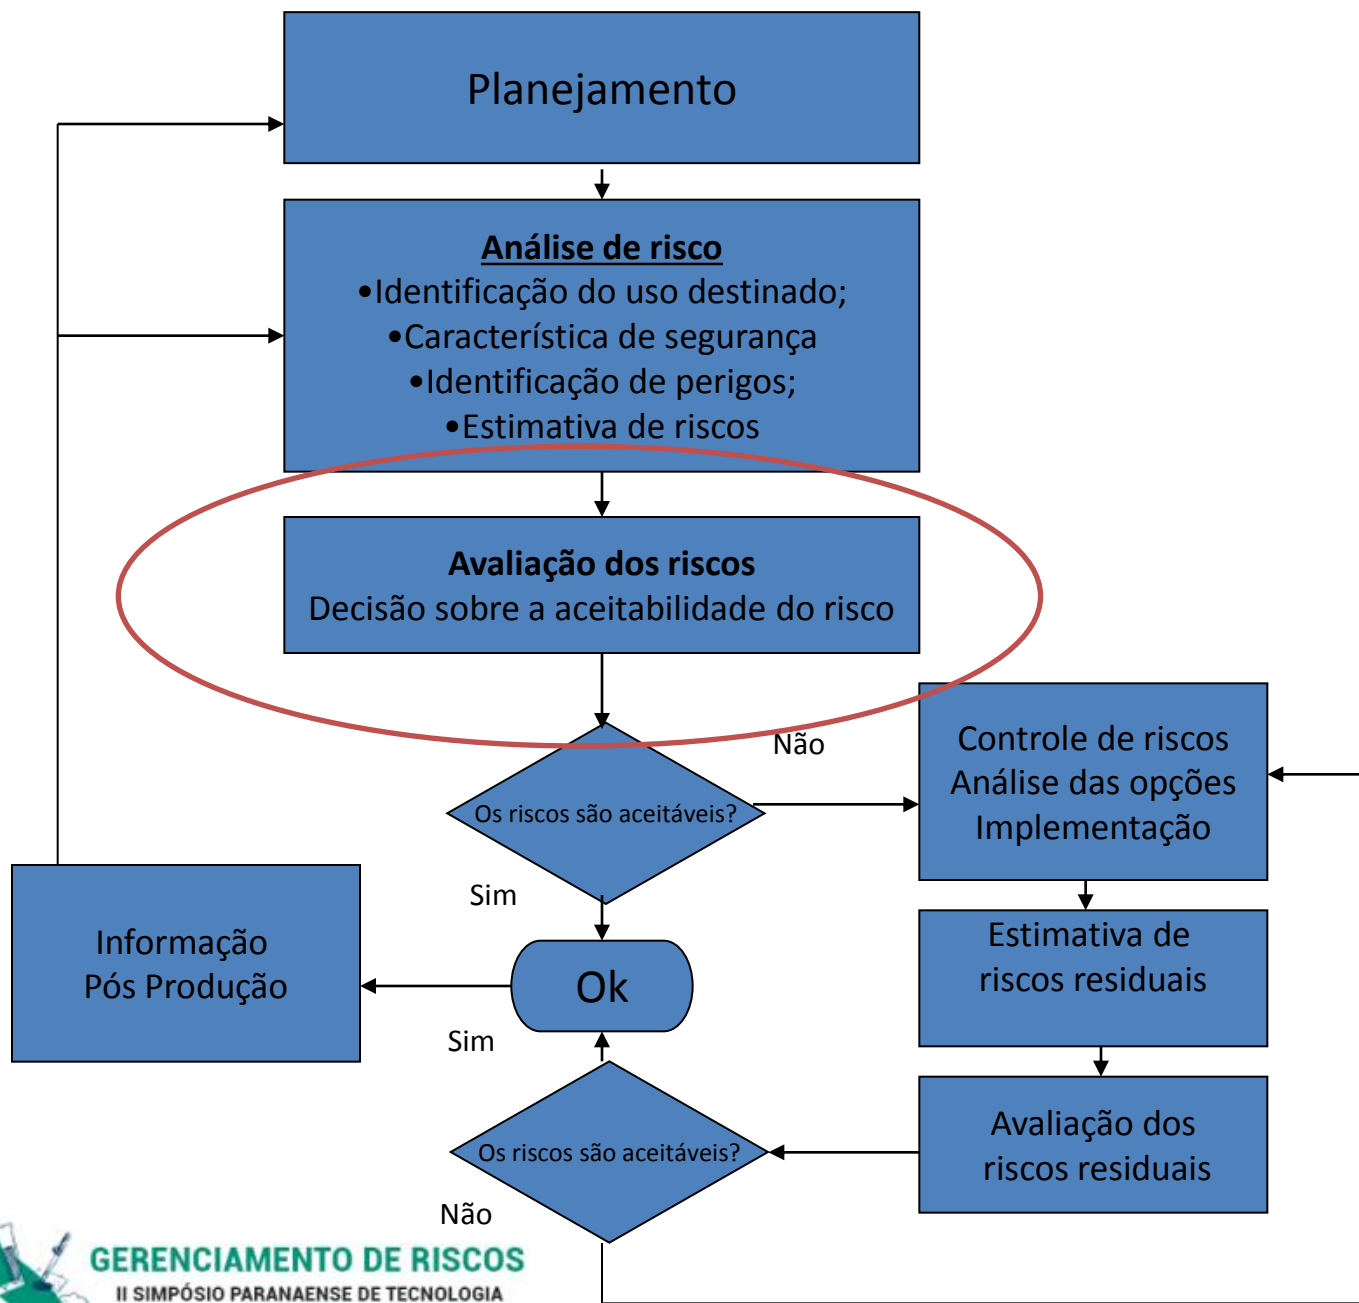 Planejamento
Análise de risco
•Identificação do uso destinado;
•Característica de segurança
•Identificação de perigos;
•Estimativa de riscos
Avaliação dos riscos
Decisão sobre a aceitabilidade do risco
Não
Os riscos são aceitáveis?
Sim
Controle de riscos
Análise das opções
Implementação
Informação
Pós Produção
Ok
Estimativa de
riscos residuais
Sim
Os riscos são aceitáveis?
Avaliação dos
riscos residuais
Não
GERENCIAMENTO DE RISCOS
II SIMPÓSIO PARANAENSE DE TECNOLOGIA